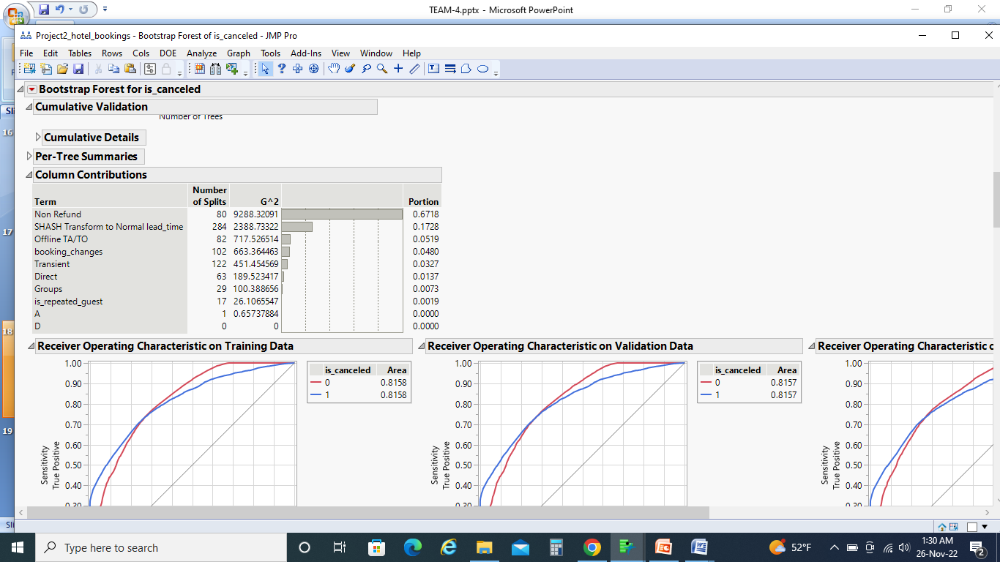 TEAM-4.pptx - Microsoft PowerPoint
Project2_hotel_bookings - Bootstrap Forest of is_canceled - JMP Pro
File Edit Tables Rows Cols DOE Analyze Graph Tools Add-Ins View Window Help
Bootstrap Forest for is_canceled
Cumulative Validation
Number of Trees
Cumulative Details
Per-Tree Summaries
Column Contributions
Term Number of Splits G^2 Portion
Non Refund 80 9288.32091 0.6718
SHASH Transform to Normal lead_time 284 2388.73322 0.1728
Offline TA/TO 82 717.526514 0.0519
booking_changes 102 663.364463 0.0480
Transient 122 451.454569 0.0327
Direct 63 189.523417 0.0137
Groups 29 100.388656 0.0073
is_repeated_guest 17 26.1065547 0.0019
A 1 0.65737884 0.0000
D 0 0 0.0000
Receiver Operating Characteristic on Training Data
1.00
0.90
0.80
0.70
0.60
0.50
0.40
0.30
Sensitivity
True Positive
is_canceled Area
0 0.8158
1 0.8158
Receiver Operating Characteristic on Validation Data
1.00
0.90
0.80
0.70
0.60
0.50
0.40
0.30
Sensitivity
True Positive
is_canceled Area
0 0.8157
1 0.8157
Receiver Operating Characteristic
1.00
0.90
0.80
0.70
0.60
0.50
0.40
0.30
Sensitivity
True Positive
16
17
18
19
Type here to search
52°F
1:30 AM
26-Nov-22
2